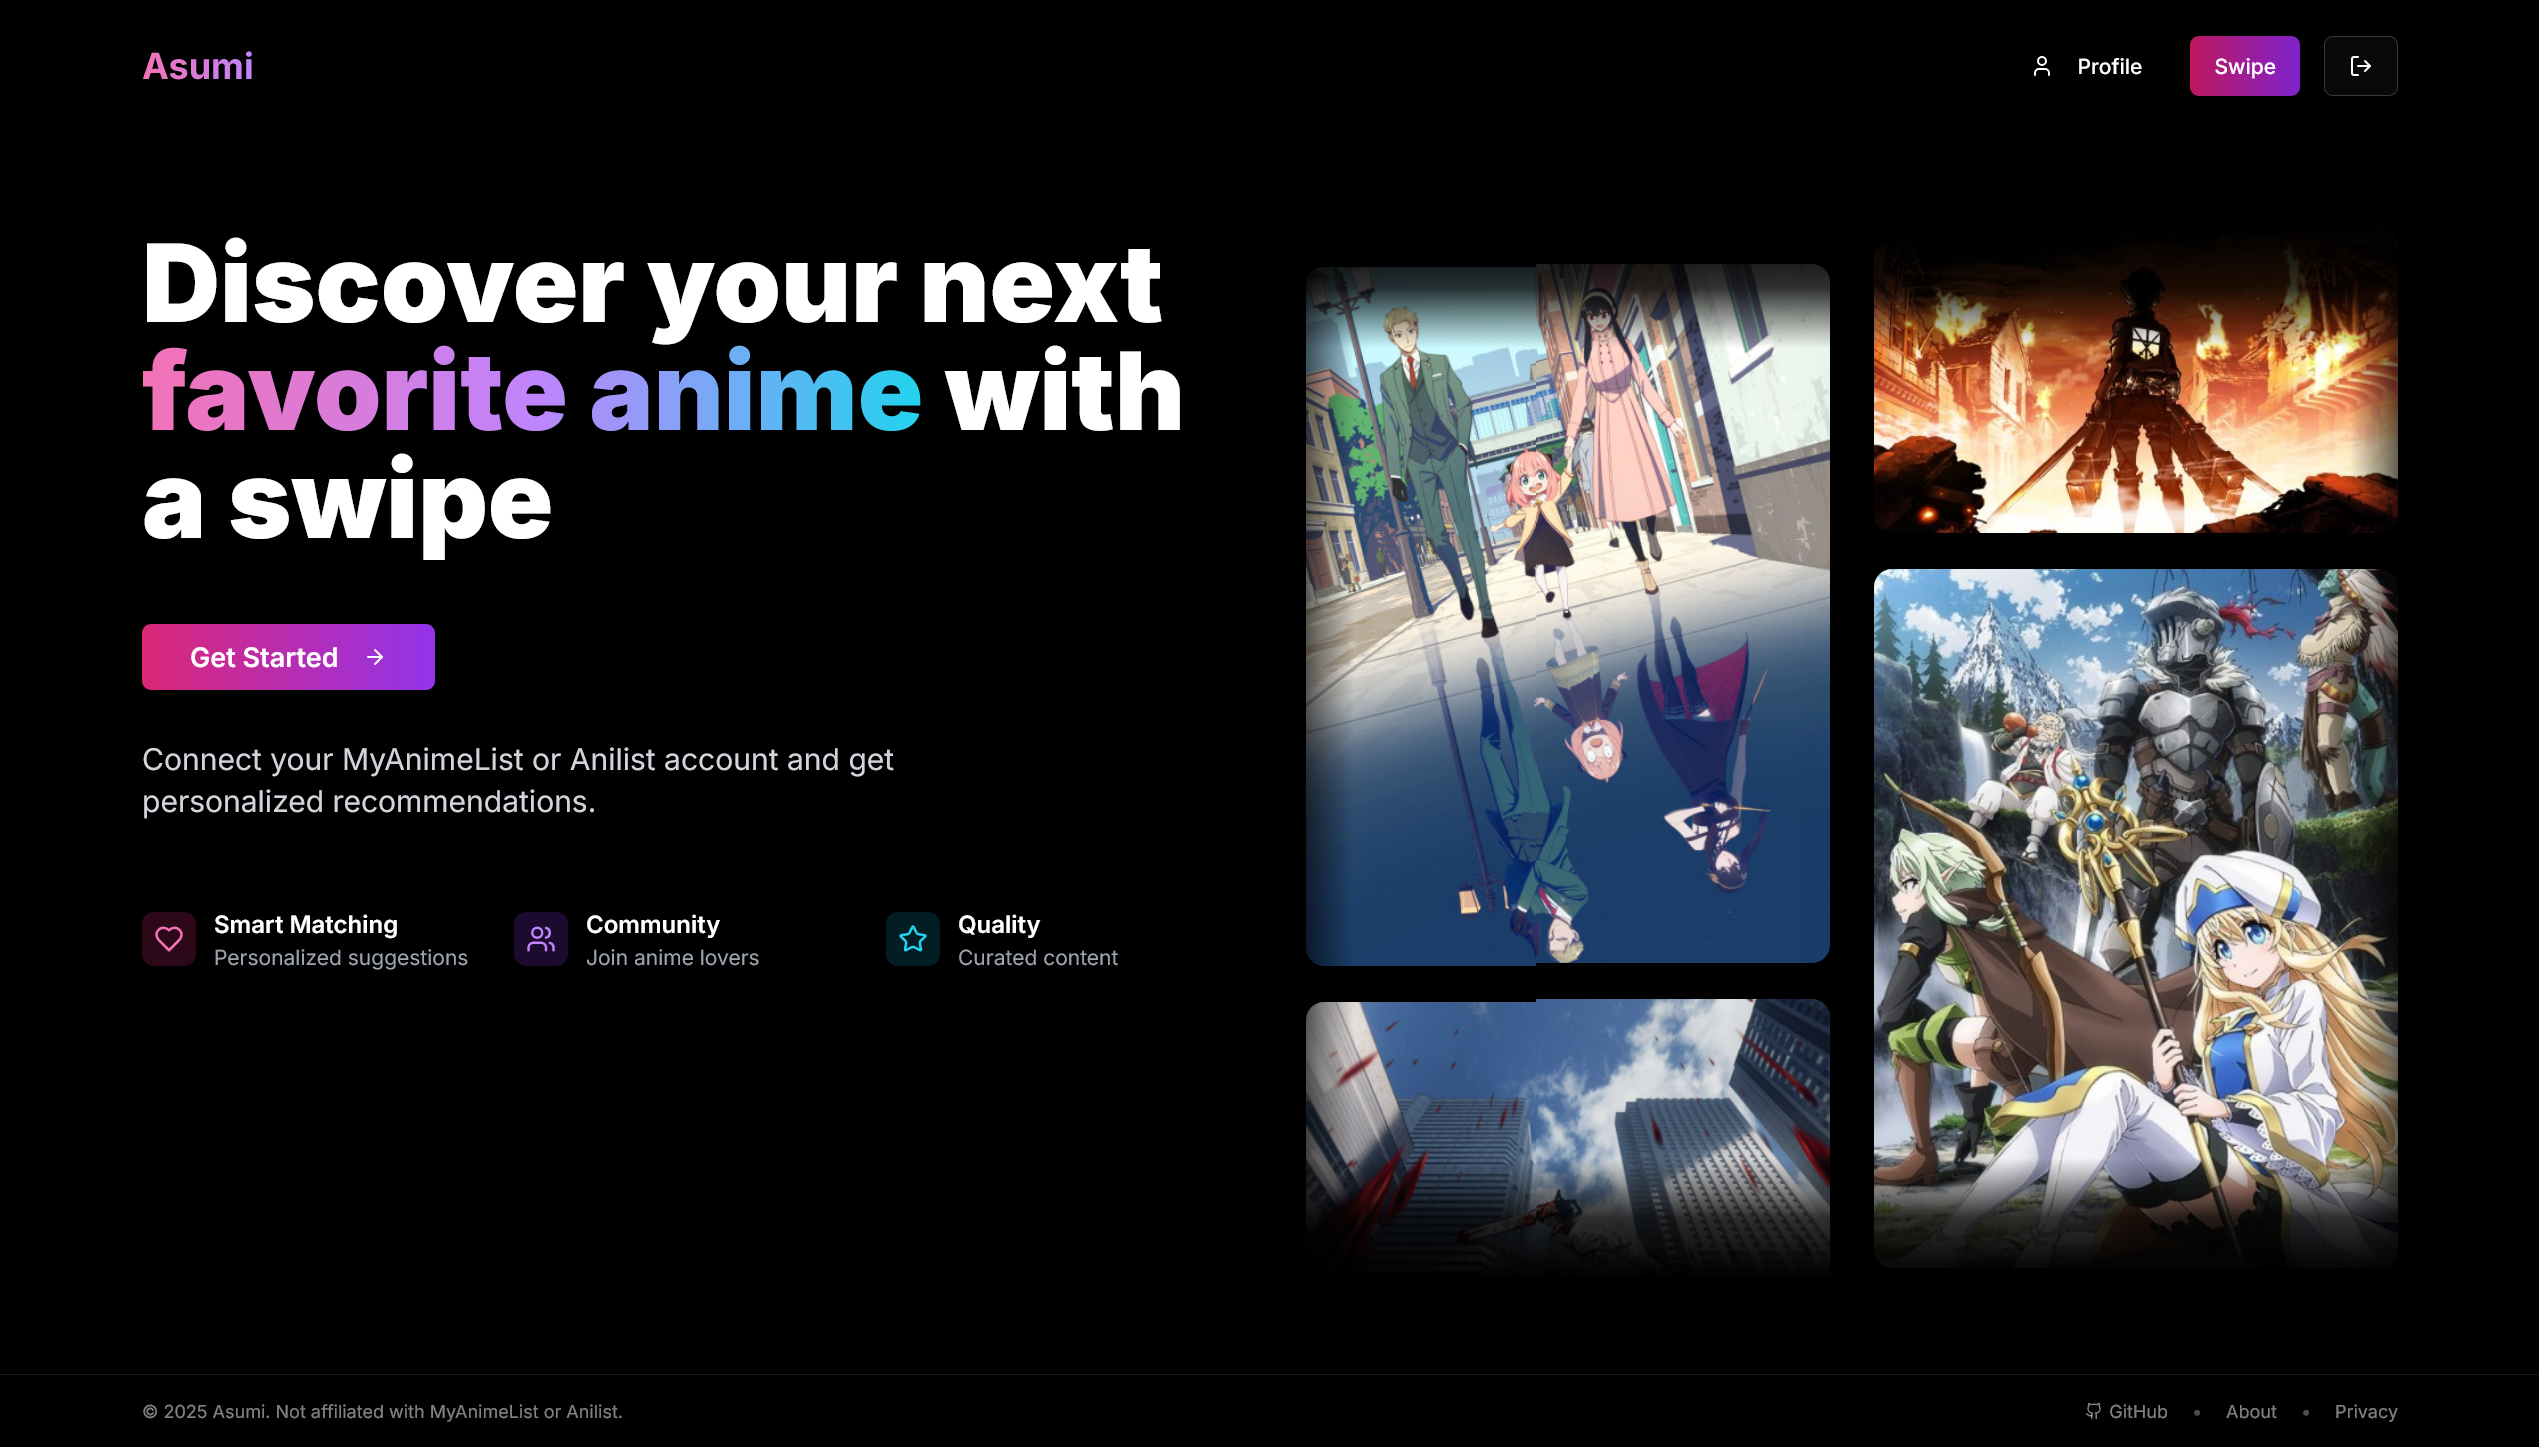 Asumi
Profile
Swipe
Discover your next
favorite anime with
a swipe
Get Started
Connect your MyAnimeList or Anilist account and get
personalized recommendations.
Smart Matching
Personalized suggestions
Community
Join anime lovers
Quality
Curated content
© 2025 Asumi. Not affiliated with MyAnimeList or Anilist.
GitHub • About • Privacy